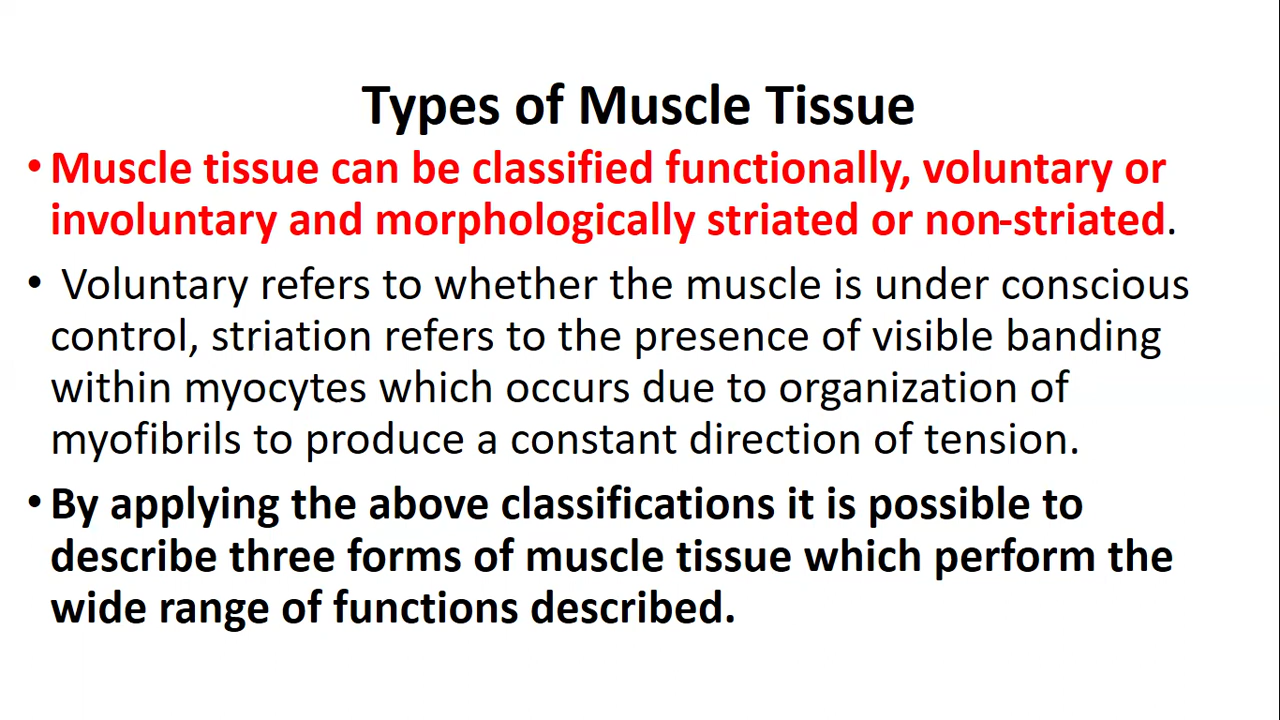 Types of Muscle Tissue
• Muscle tissue can be classified functionally, voluntary or
involuntary and morphologically striated or non-striated.
• Voluntary refers to whether the muscle is under conscious
control, striation refers to the presence of visible banding
within myocytes which occurs due to organization of
myofibrils to produce a constant direction of tension.
• By applying the above classifications it is possible to
describe three forms of muscle tissue which perform the
wide range of functions described.